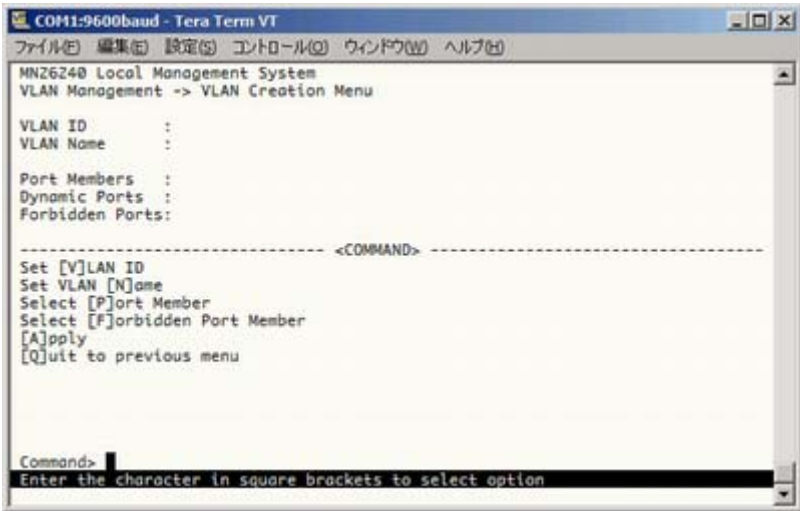 COM1:9600baud - Tera Term VT
ファイル(F) 編集(E) 設定(S) コントロール(O) ウィンドウ(W) ヘルプ(H)
MN26240 Local Management System
VLAN Management -> VLAN Creation Menu
VLAN ID :
VLAN Name :
Port Members :
Dynamic Ports :
Forbidden Ports:
-------------------------------- <COMMAND> -----------------------------------
Set [V]LAN ID
Set VLAN [N]ame
Select [P]ort Member
Select [F]orbidden Port Member
[A]pply
[Q]uit to previous menu
Command>
Enter the character in square brackets to select option